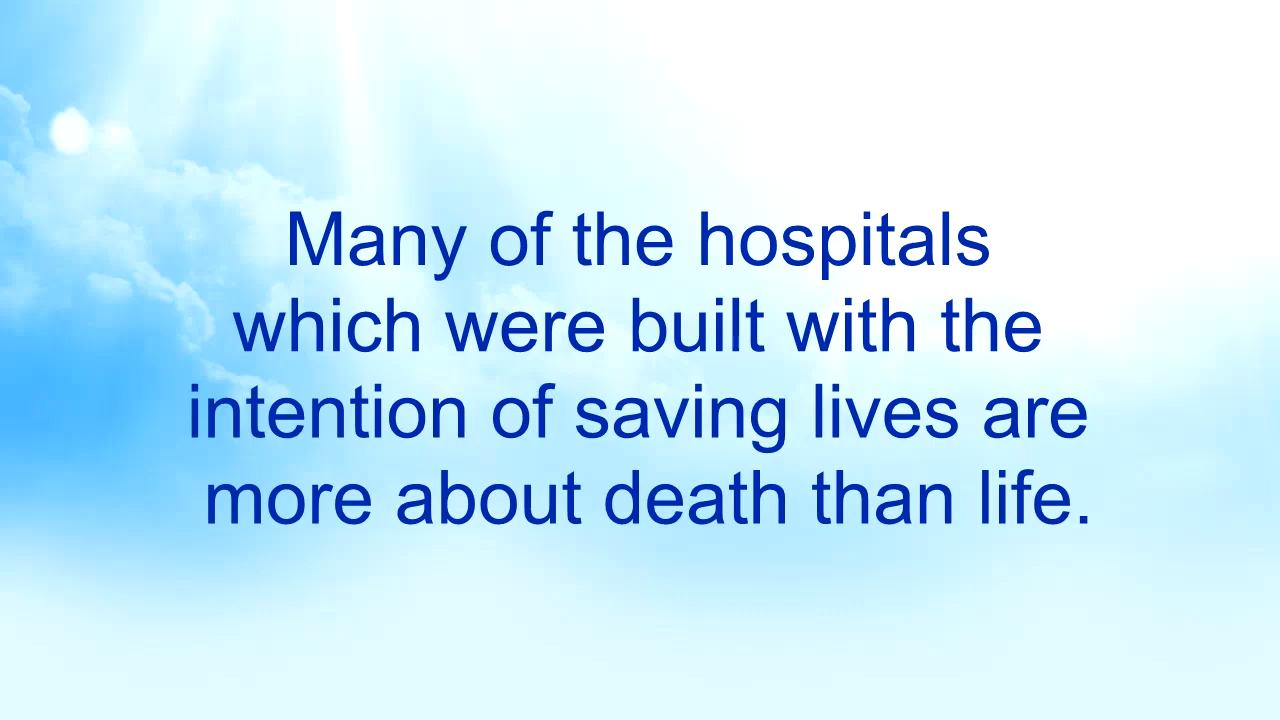 Many of the hospitals
which were built with the
intention of saving lives are
more about death than life.